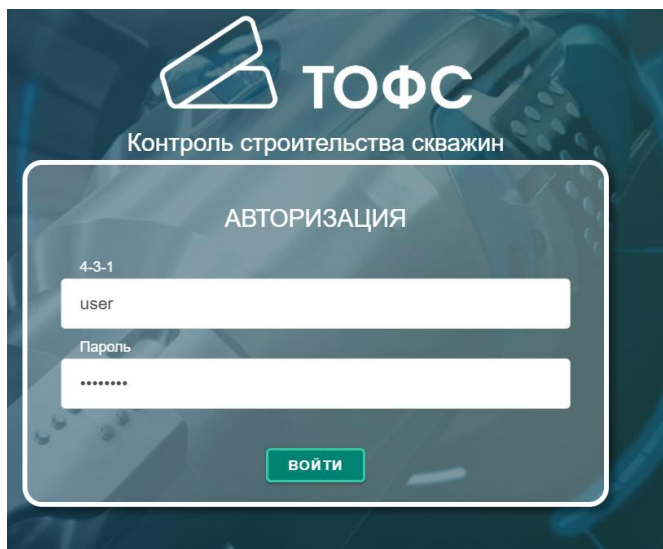 ТОФС
Контроль строительства скважин
АВТОРИЗАЦИЯ
4-3-1
user
Пароль
••••••••
ВОЙТИ